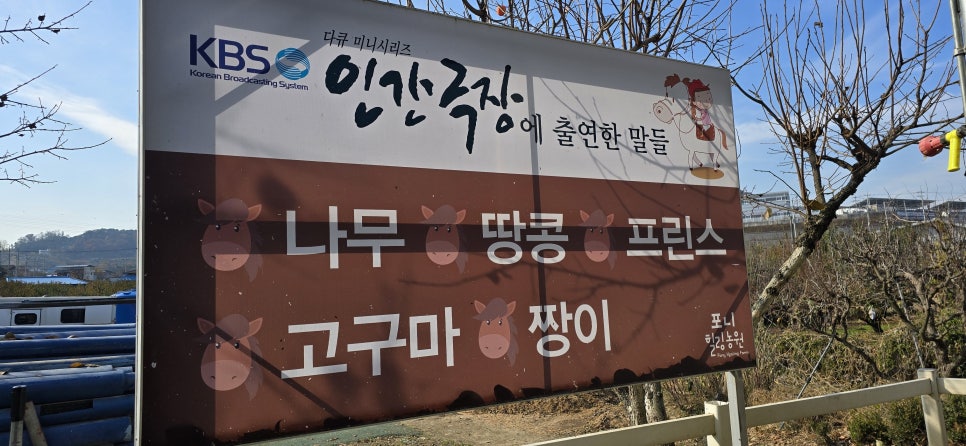 KBS
Korean Broadcasting System
다큐 미니시리즈
인간극장에 출연한 말들
나무 땅콩 프린스
고구마 짱이
포니
힐링농원